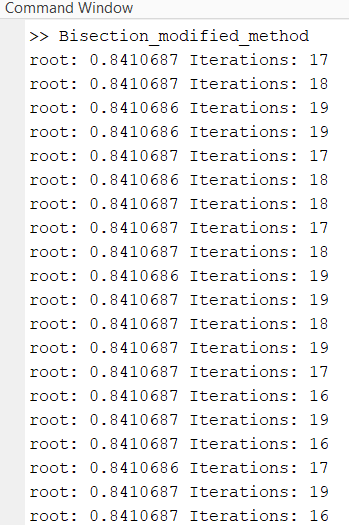 Command Window
>> Bisection_modified_method
root: 0.8410687 Iterations: 17
root: 0.8410687 Iterations: 18
root: 0.8410686 Iterations: 19
root: 0.8410686 Iterations: 19
root: 0.8410687 Iterations: 17
root: 0.8410686 Iterations: 18
root: 0.8410687 Iterations: 18
root: 0.8410687 Iterations: 17
root: 0.8410687 Iterations: 18
root: 0.8410686 Iterations: 19
root: 0.8410687 Iterations: 19
root: 0.8410687 Iterations: 18
root: 0.8410687 Iterations: 19
root: 0.8410687 Iterations: 17
root: 0.8410687 Iterations: 16
root: 0.8410687 Iterations: 19
root: 0.8410687 Iterations: 16
root: 0.8410686 Iterations: 17
root: 0.8410687 Iterations: 19
root: 0.8410687 Iterations: 16